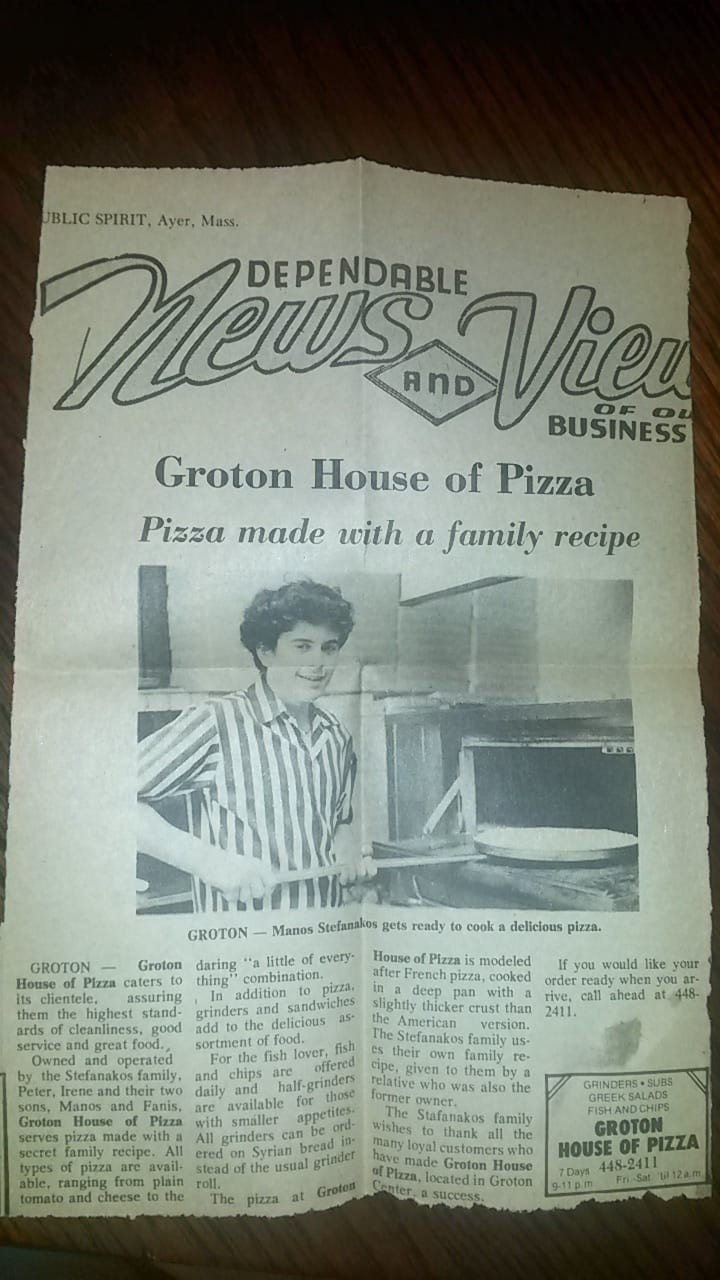 UBLIC SPIRIT, Ayer, Mass.
DEPENDABLE
News AND View
OF OU
BUSINESS
Groton House of Pizza
Pizza made with a family recipe
GROTON — Manos Stefanakos gets ready to cook a delicious pizza.
GROTON — Groton
House of Pizza caters to
its clientele, assuring
them the highest stand-
ards of cleanliness, good
service and great food.
Owned and operated
by the Stefanakos family,
Peter, Irene and their two
sons, Manos and Fanis,
Groton House of Pizza
serves pizza made with a
secret family recipe. All
types of pizza are avail-
able, ranging from plain
tomato and cheese to the
daring "a little of every-
thing" combination.
In addition to pizza,
grinders and sandwiches
add to the delicious as-
sortment of food.
For the fish lover, fish
and chips are offered
daily and half-grinders
are available for those
with smaller appetites.
All grinders can be ord-
ered on Syrian bread in-
stead of the usual grinder
roll.
The pizza at Groton
House of Pizza is modeled
after French pizza, cooked
in a deep pan with a
slightly thicker crust than
the American version.
The Stefanakos family us-
es their own family re-
cipe, given to them by a
relative who was also the
former owner.
The Stafanakos family
wishes to thank all the
many loyal customers who
have made Groton House
of Pizza, located in Groton
Center, a success.
If you would like your
order ready when you ar-
rive, call ahead at 448-
2411.
GRINDERS • SUBS
GREEK SALADS
FISH AND CHIPS
GROTON
HOUSE OF PIZZA
7 Days 448-2411
9-11 p.m. Fri.-Sat. 'til 12 a.m.